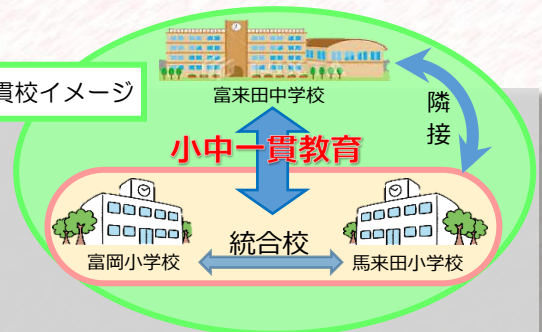 貫校イメージ
富来田中学校
隣接
小中一貫教育
統合校
富岡小学校
馬来田小学校